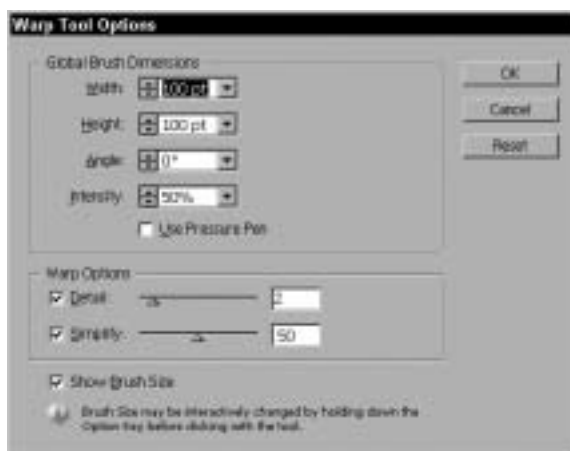 Warp Tool Options
Global Brush Dimensions
Width: 100 pt
Height: 100 pt
Angle: 0°
Intensity: 50%
Use Pressure Pen
OK
Cancel
Reset
Warp Options
Detail: 2
Simplify: 50
Show Brush Size
Brush Size may be interactively changed by holding down the
Option Key before clicking with the tool.